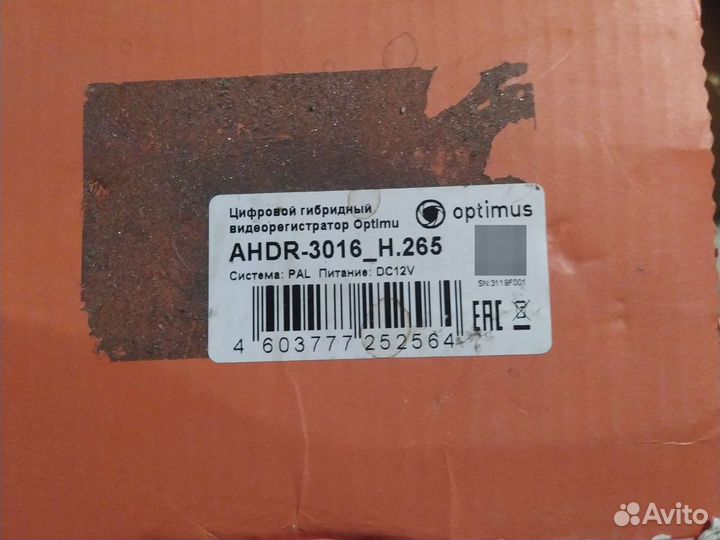 Цифровой гибридный
видеорегистратор Optimu
optimus
AHDR-3016_H.265
Система: PAL Питание: DC12V
SN:3119F001
EAC
4 603777 252564
Avito